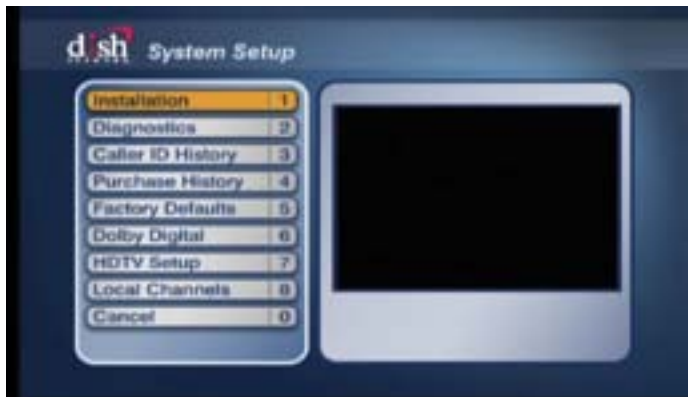 dish System Setup
Installation 1
Diagnostics 2
Caller ID History 3
Purchase History 4
Factory Defaults 5
Dolby Digital 6
HDTV Setup 7
Local Channels 8
Cancel 0